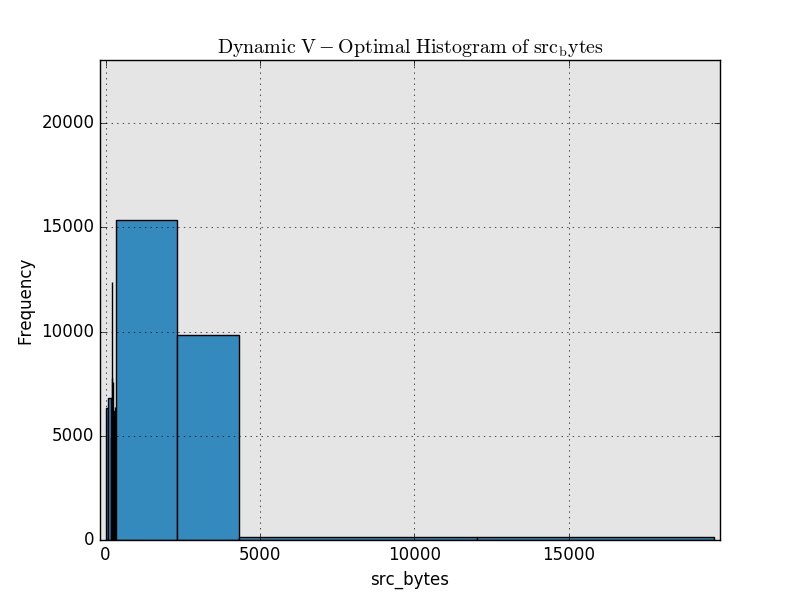 Dynamic V − Optimal Histogram of src_bytes
20000
15000
10000
5000
0
Frequency
0 5000 10000 15000
src_bytes